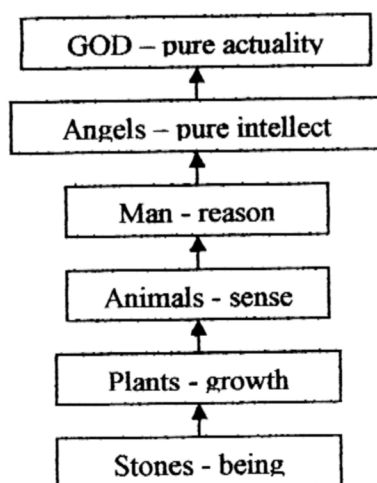 GOD – pure actuality
Angels – pure intellect
Man - reason
Animals - sense
Plants - growth
Stones - being